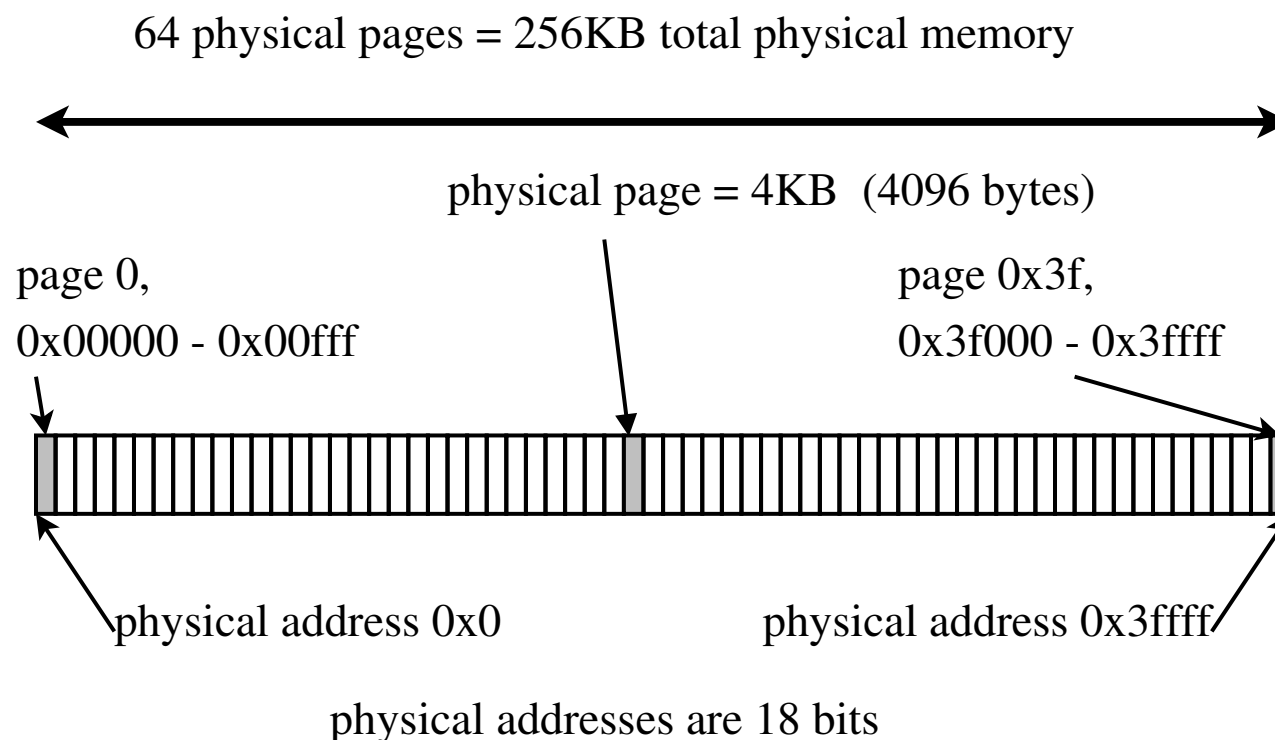 64 physical pages = 256KB total physical memory
physical page = 4KB (4096 bytes)
page 0,
0x00000 - 0x00fff
page 0x3f,
0x3f000 - 0x3ffff
physical address 0x0
physical address 0x3ffff
physical addresses are 18 bits